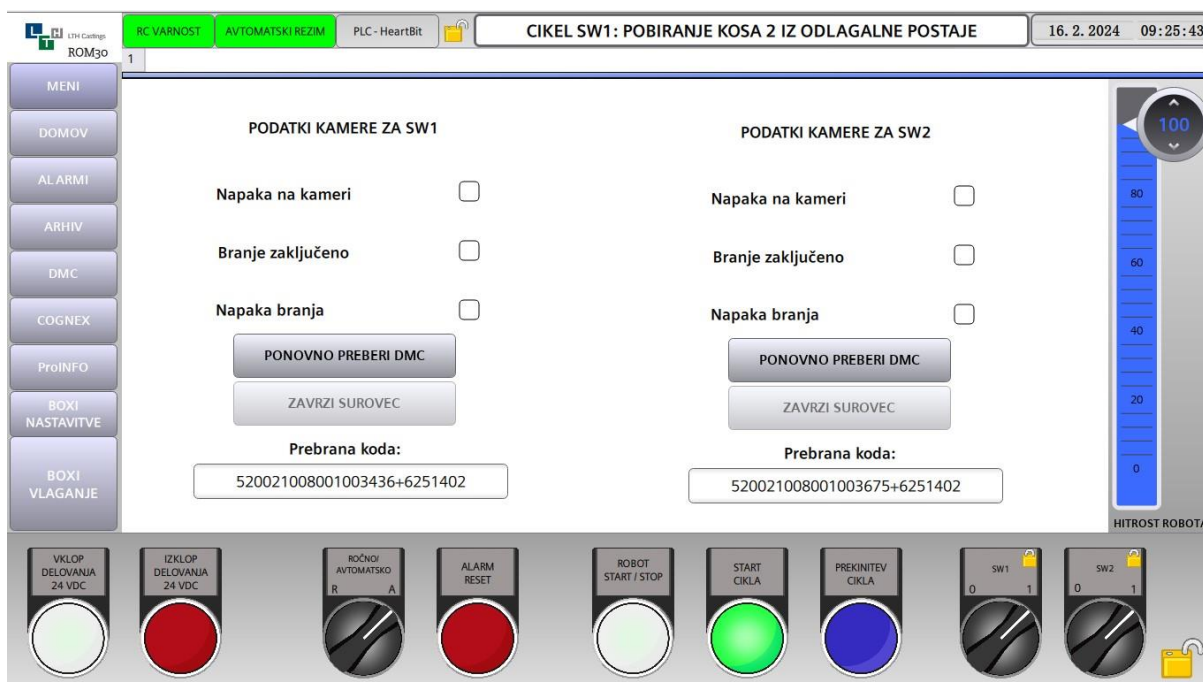 LTH Castings
ROM30
RC VARNOST
AVTOMATSKI REZIM
PLC - HeartBit
CIKEL SW1: POBIRANJE KOSA 2 IZ ODLAGALNE POSTAJE
16. 2. 2024 09:25:43
1
MENI
DOMOV
ALARMI
ARHIV
DMC
COGNEX
ProINFO
BOXI
NASTAVITVE
BOXI
VLAGANJE
PODATKI KAMERE ZA SW1
Napaka na kameri
Branje zaključeno
Napaka branja
PONOVNO PREBERI DMC
ZAVRZI SUROVEC
Prebrana koda:
520021008001003436+6251402
PODATKI KAMERE ZA SW2
Napaka na kameri
Branje zaključeno
Napaka branja
PONOVNO PREBERI DMC
ZAVRZI SUROVEC
Prebrana koda:
520021008001003675+6251402
100
80
60
40
20
0
HITROST ROBOTA
VKLOP
DELOVANJA
24 VDC
IZKLOP
DELOVANJA
24 VDC
ROČNO/
AVTOMATSKO
R A
ALARM
RESET
ROBOT
START / STOP
START
CIKLA
PREKINITEV
CIKLA
SW1
0 1
SW2
0 1